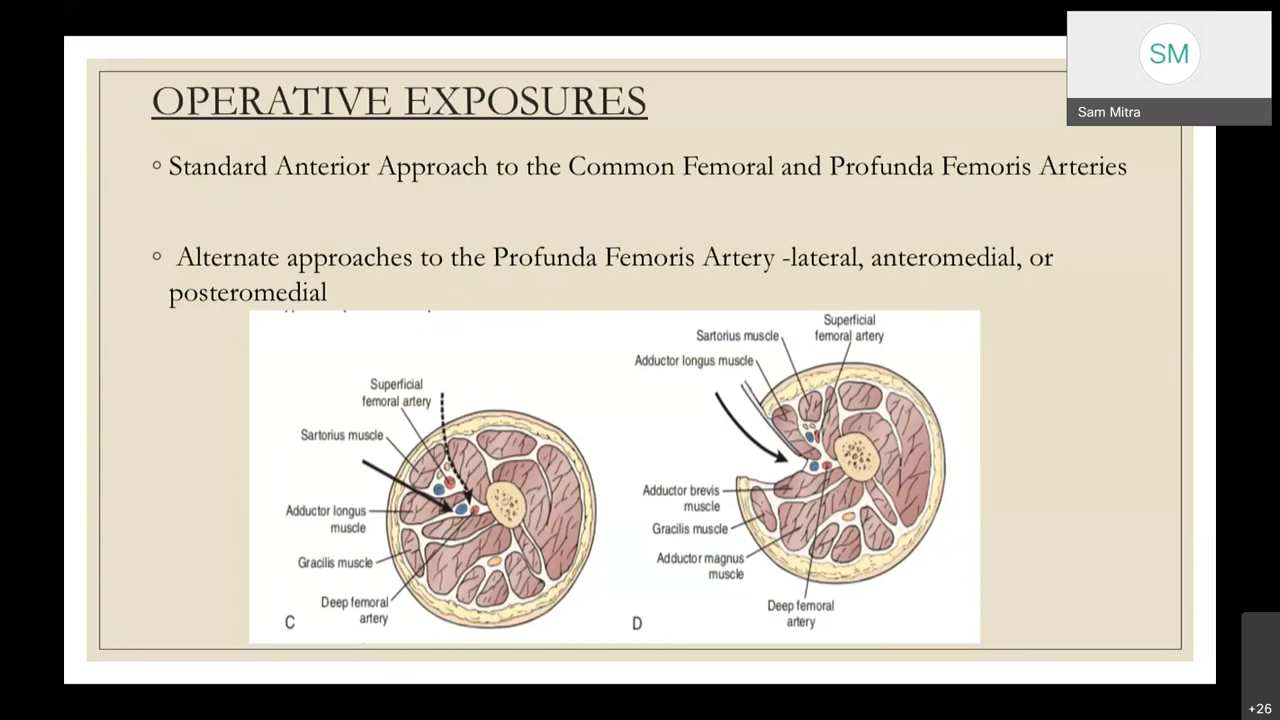 SM
Sam Mitra
OPERATIVE EXPOSURES
◦ Standard Anterior Approach to the Common Femoral and Profunda Femoris Arteries
◦ Alternate approaches to the Profunda Femoris Artery -lateral, anteromedial, or
posteromedial
Superficial
femoral artery
Sartorius muscle
Adductor longus
muscle
Gracilis muscle
Deep femoral
artery
C
Superficial
femoral artery
Sartorius muscle
Adductor longus muscle
Adductor brevis
muscle
Gracilis muscle
Adductor magnus
muscle
Deep femoral
artery
D
+26